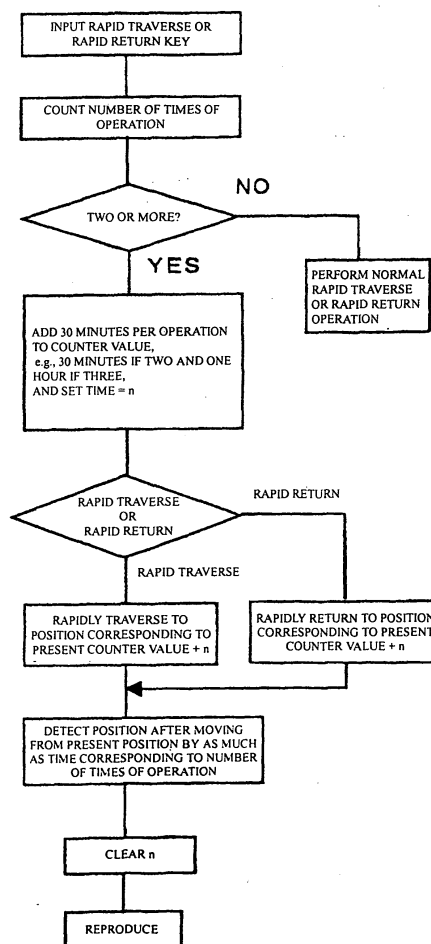 INPUT RAPID TRAVERSE OR
RAPID RETURN KEY
COUNT NUMBER OF TIMES OF
OPERATION
NO
TWO OR MORE?
YES
PERFORM NORMAL
RAPID TRAVERSE
OR RAPID RETURN
OPERATION
ADD 30 MINUTES PER OPERATION
TO COUNTER VALUE,
e.g., 30 MINUTES IF TWO AND ONE
HOUR IF THREE,
AND SET TIME = n
RAPID TRAVERSE
OR
RAPID RETURN
RAPID RETURN
RAPID TRAVERSE
RAPIDLY TRAVERSE TO
POSITION CORRESPONDING TO
PRESENT COUNTER VALUE + n
RAPIDLY RETURN TO POSITION
CORRESPONDING TO PRESENT
COUNTER VALUE + n
DETECT POSITION AFTER MOVING
FROM PRESENT POSITION BY AS MUCH
AS TIME CORRESPONDING TO NUMBER
OF TIMES OF OPERATION
CLEAR n
REPRODUCE